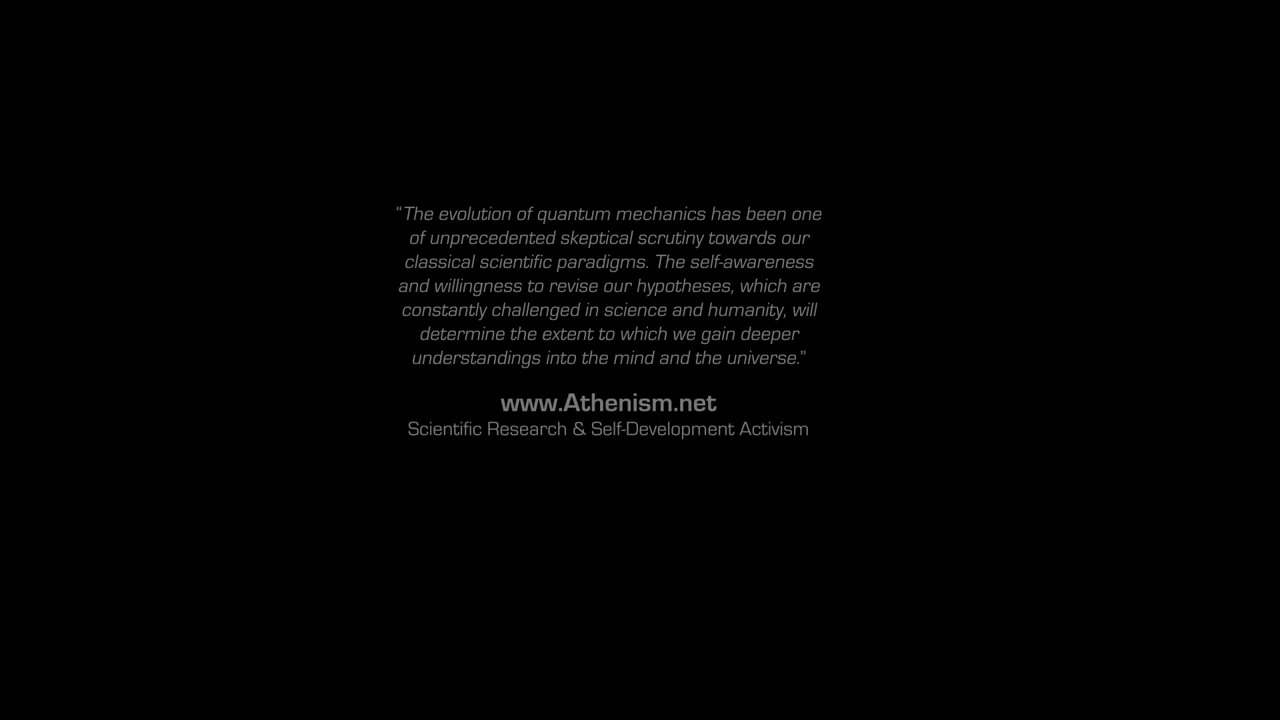 “The evolution of quantum mechanics has been one
of unprecedented skeptical scrutiny towards our
classical scientific paradigms. The self-awareness
and willingness to revise our hypotheses, which are
constantly challenged in science and humanity, will
determine the extent to which we gain deeper
understandings into the mind and the universe.”
www.Athenism.net
Scientific Research & Self-Development Activism